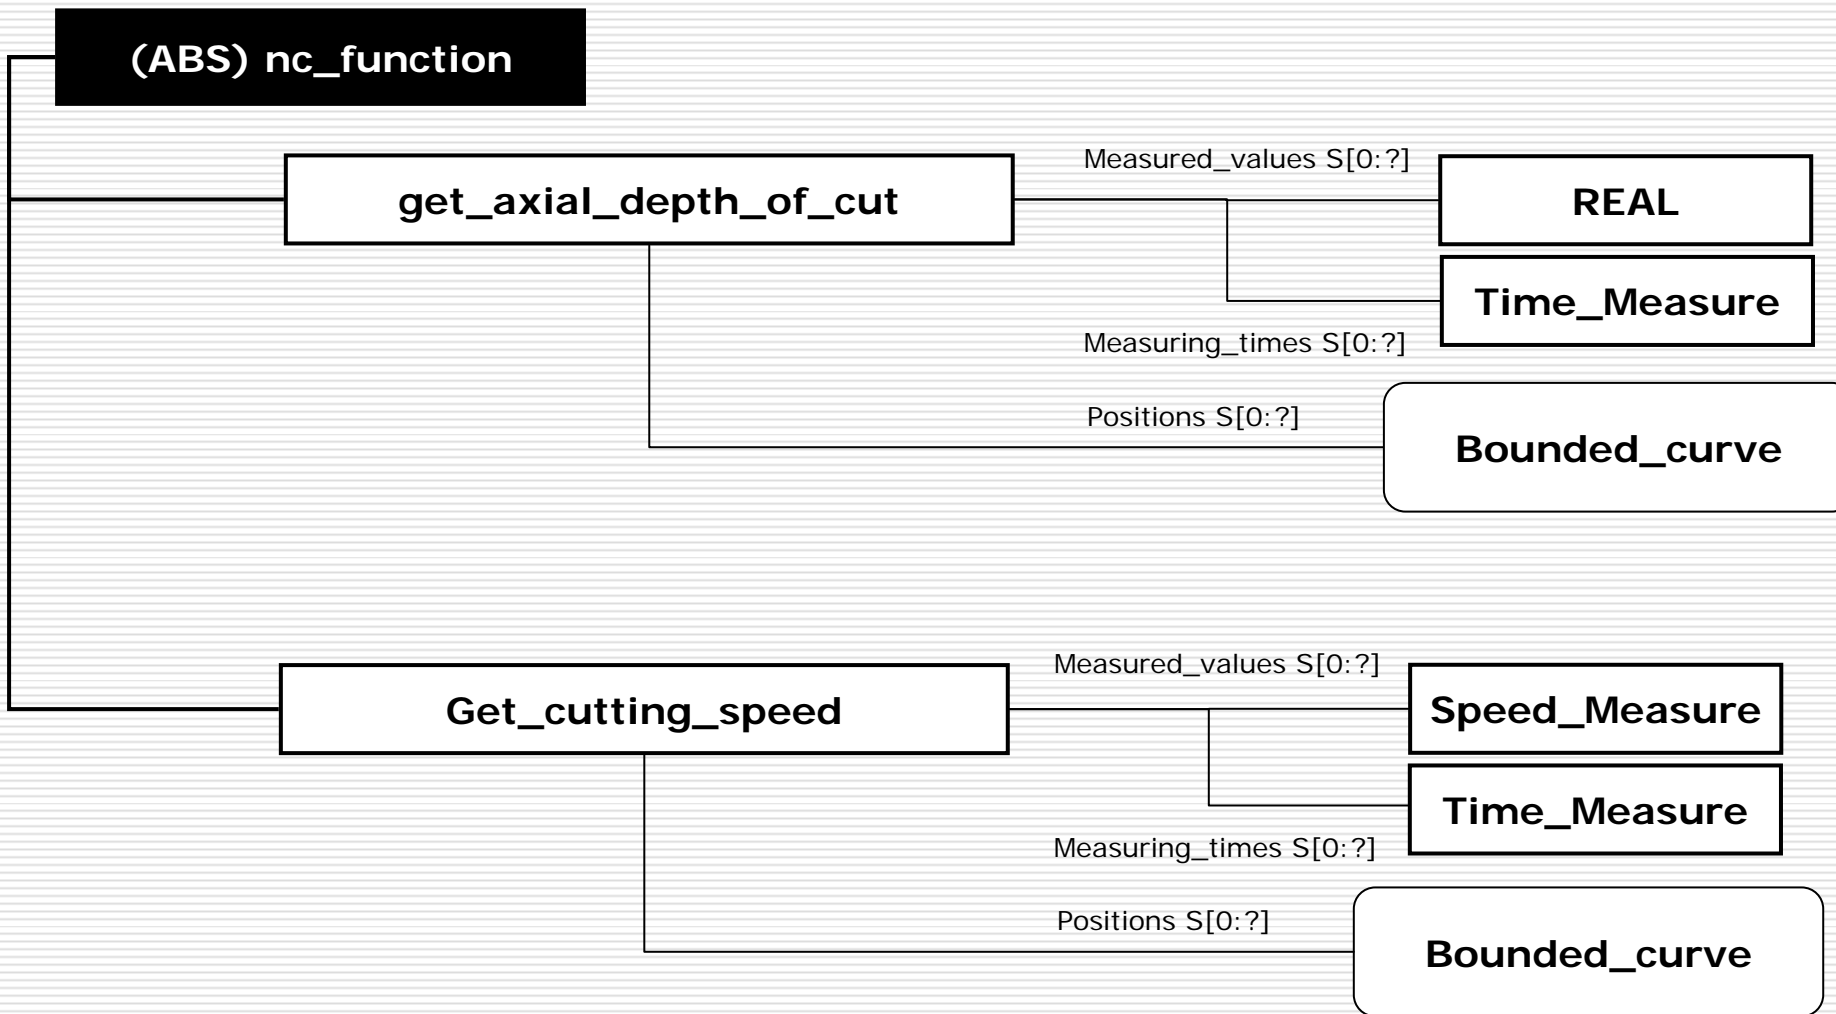 (ABS) nc_function
Measured_values S[0:?]
get_axial_depth_of_cut
REAL
Time_Measure
Measuring_times S[0:?]
Positions S[0:?]
Bounded_curve
Measured_values S[0:?]
Get_cutting_speed
Speed_Measure
Time_Measure
Measuring_times S[0:?]
Positions S[0:?]
Bounded_curve